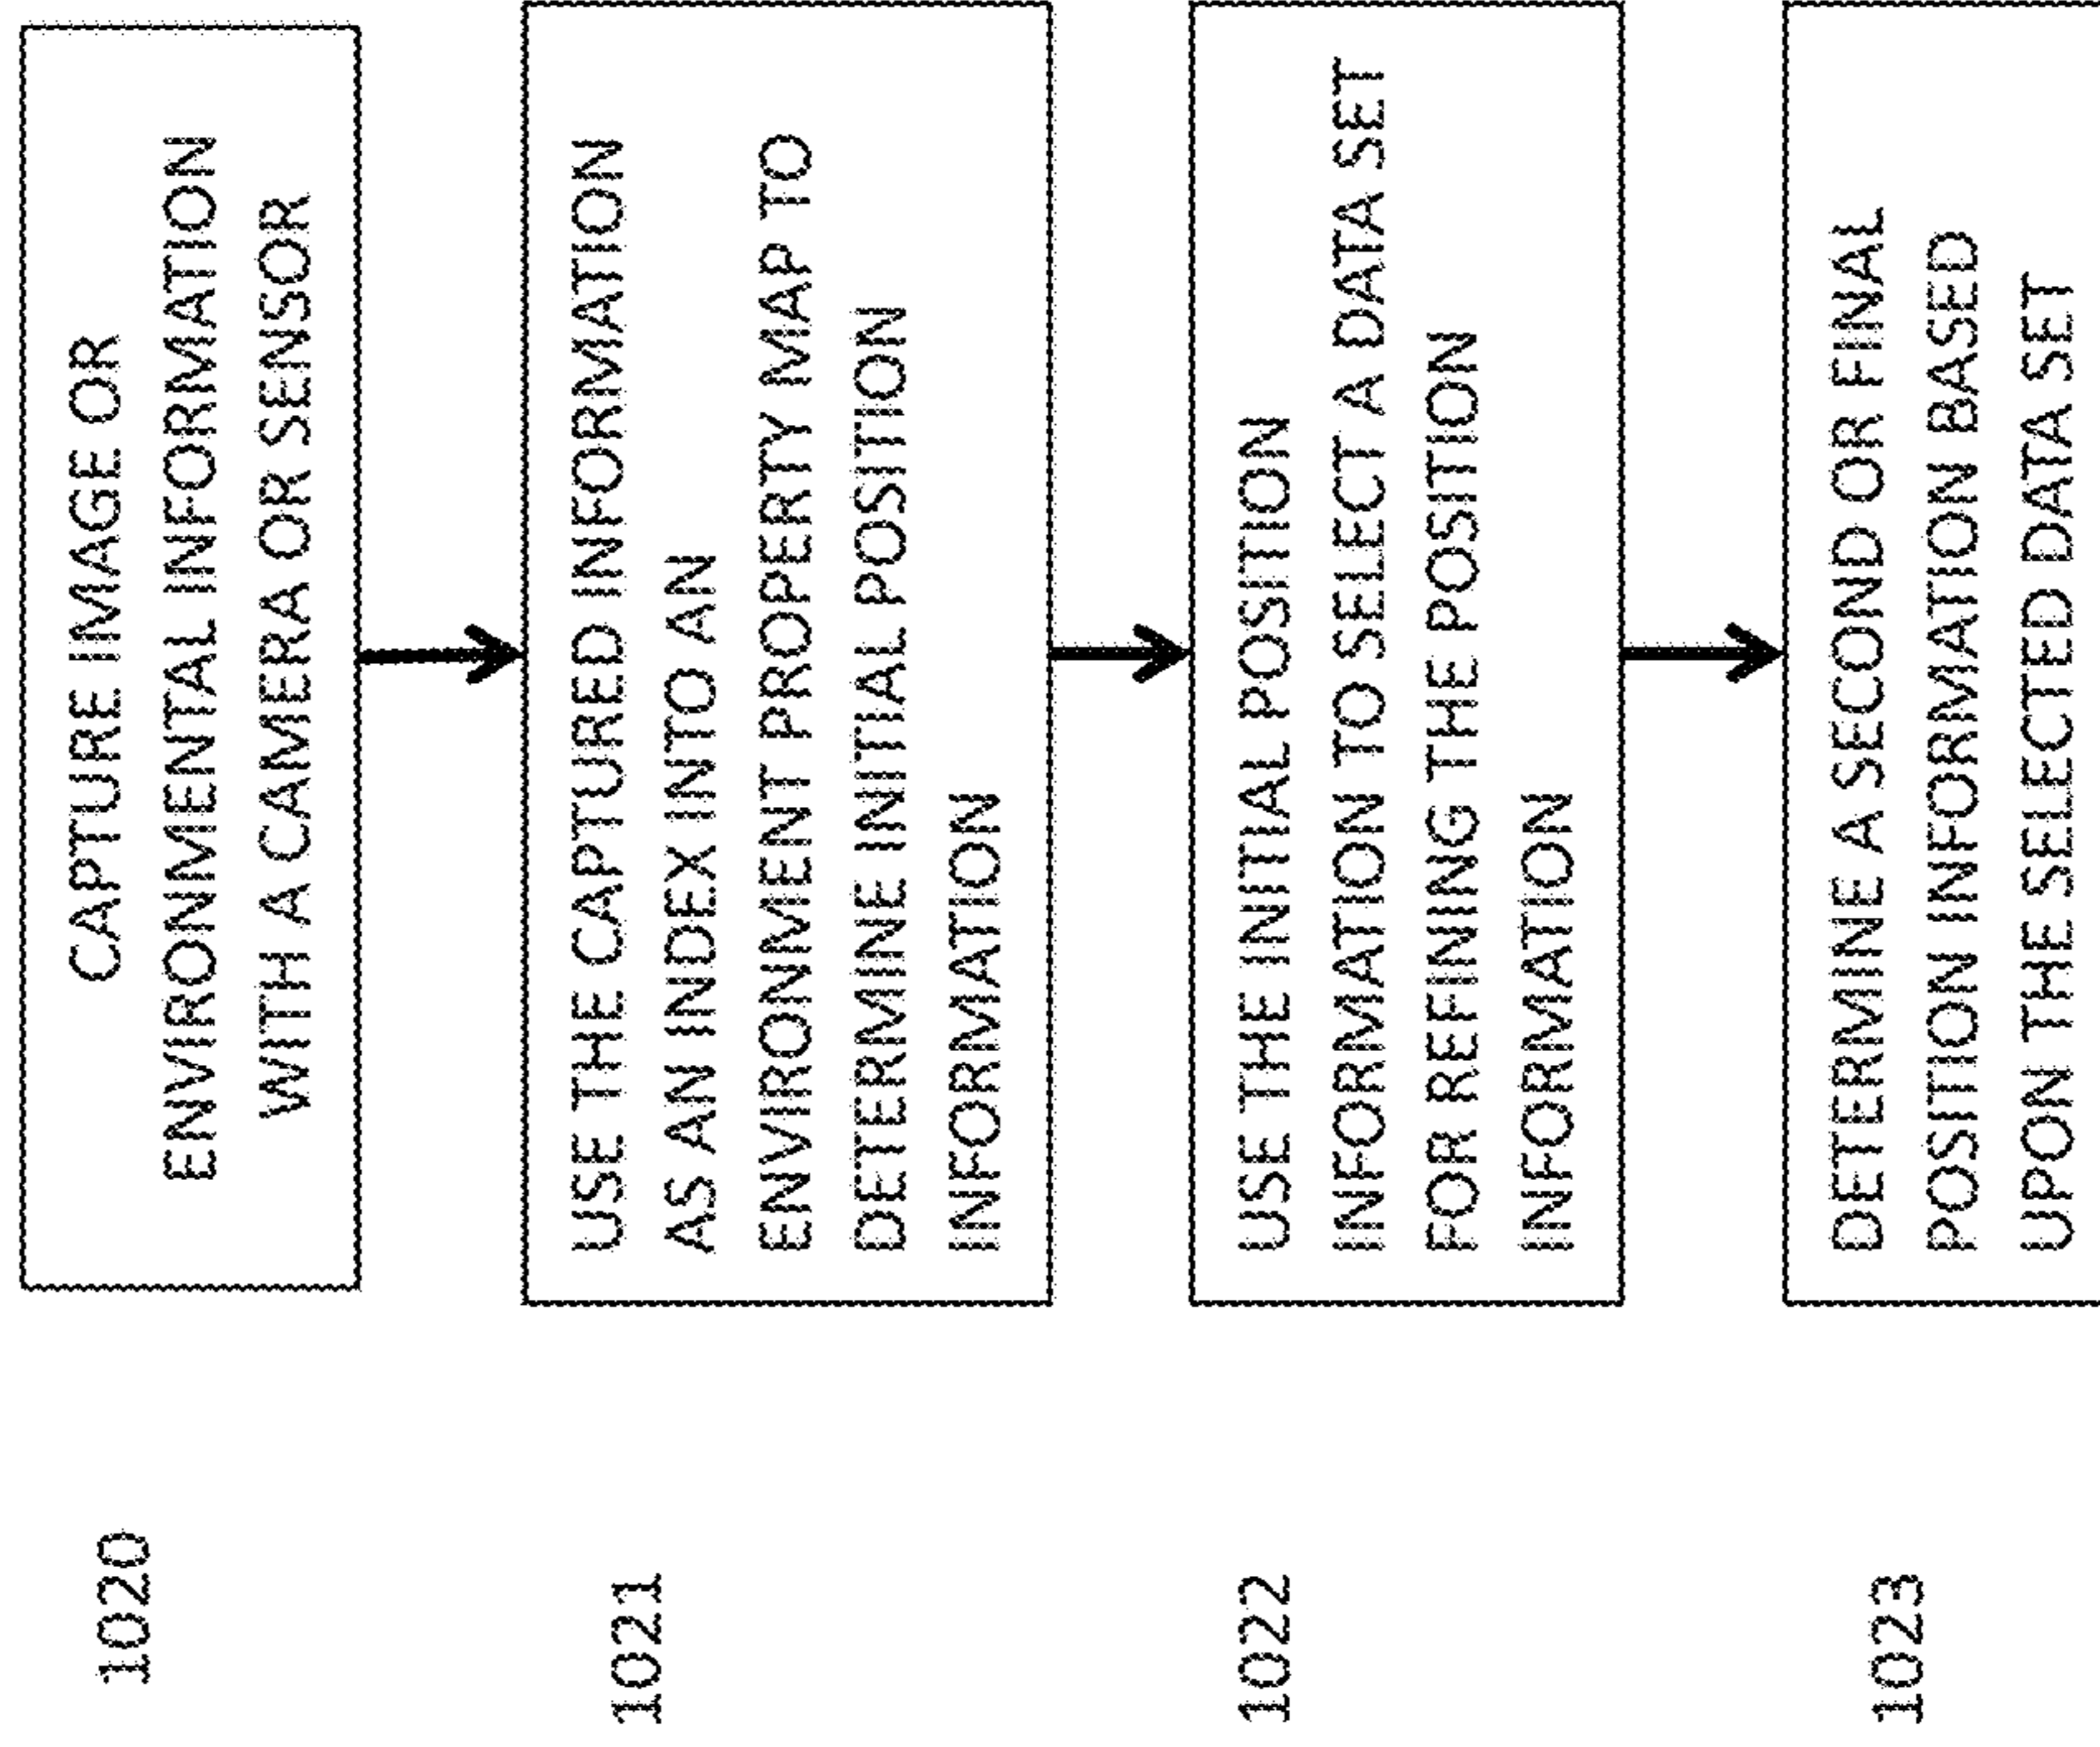 1020
CAPTURE IMAGE OR
ENVIRONMENTAL INFORMATION
WITH A CAMERA OR SENSOR
1021
USE THE CAPTURED INFORMATION
AS AN INDEX INTO AN
ENVIRONMENT PROPERTY MAP TO
DETERMINE INITIAL POSITION
INFORMATION
1022
USE THE INITIAL POSITION
INFORMATION TO SELECT A DATA SET
FOR REFINING THE POSITION
INFORMATION
1023
DETERMINE A SECOND OR FINAL
POSITION INFORMATION BASED
UPON THE SELECTED DATA SET